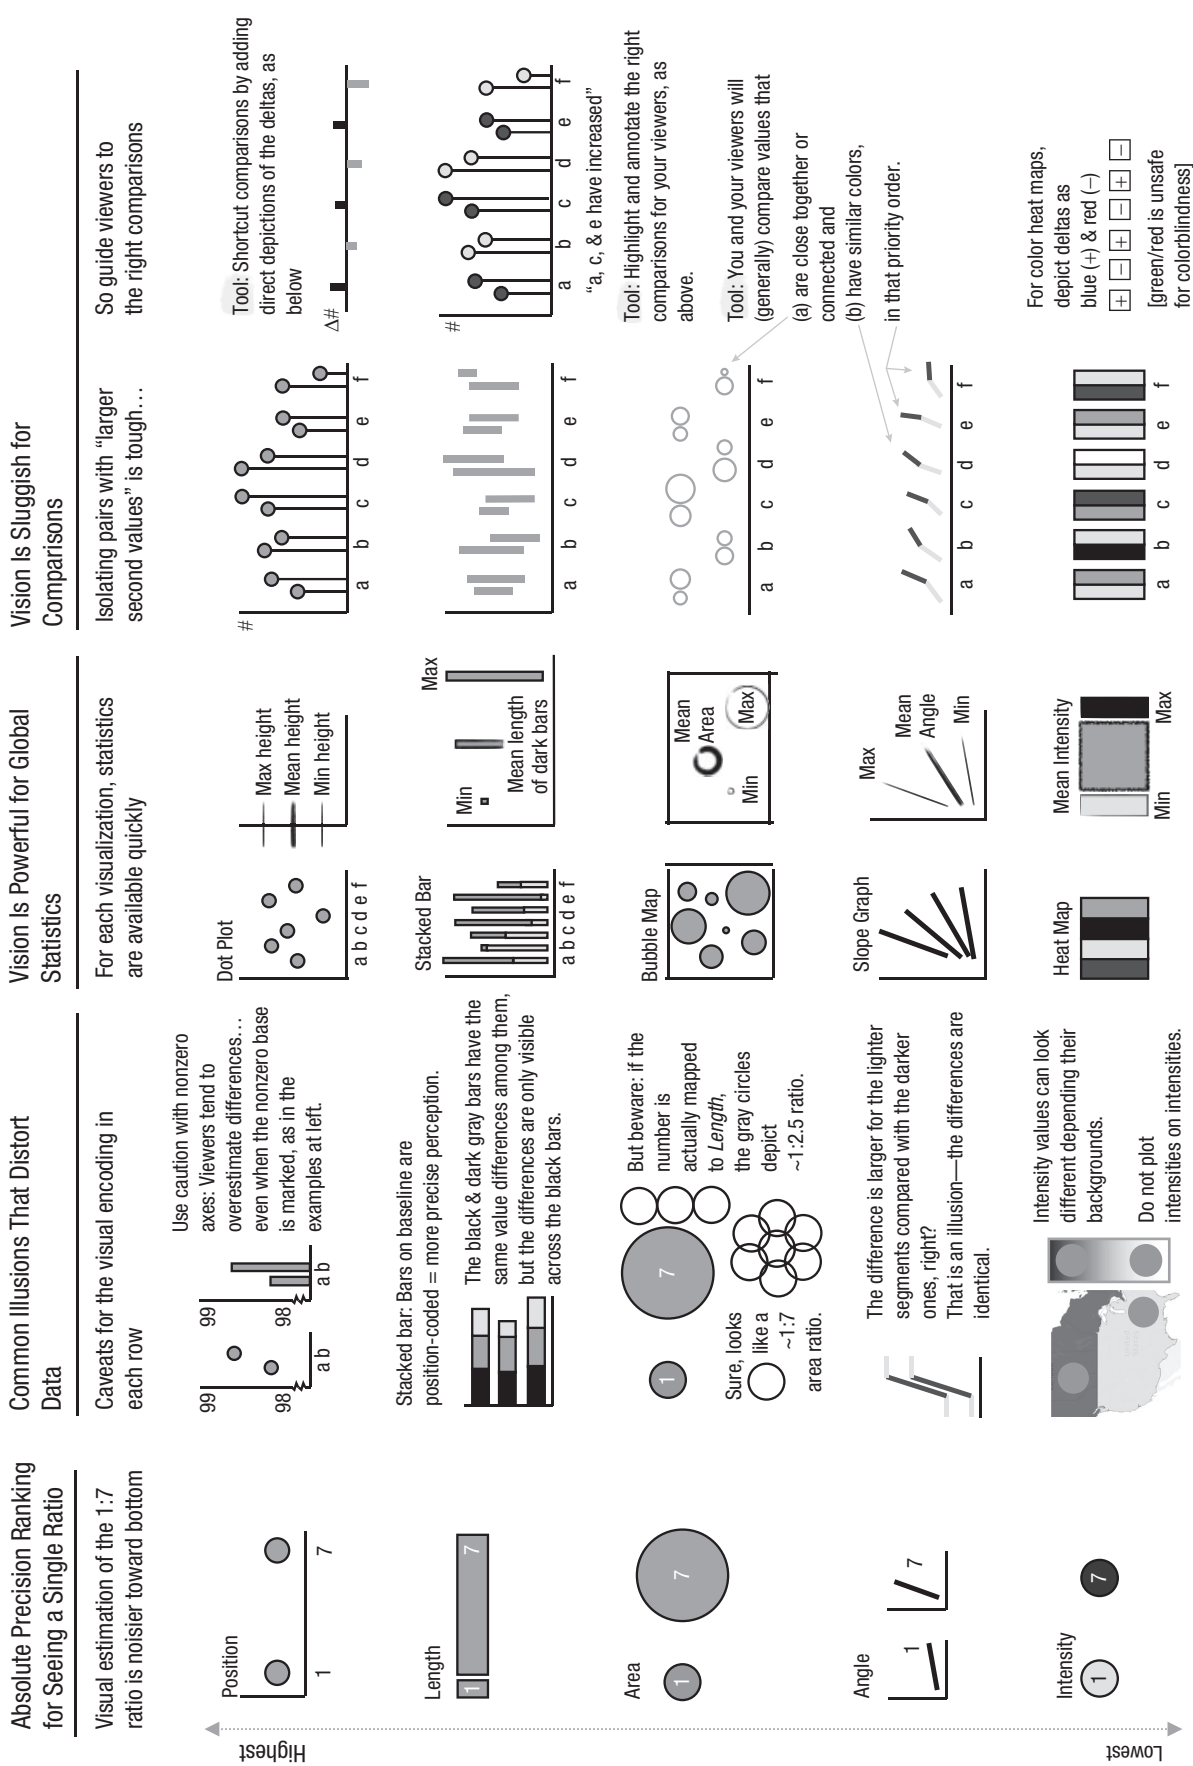 Absolute Precision Ranking
for Seeing a Single Ratio
Visual estimation of the 1:7
ratio is noisier toward bottom
Highest
Lowest
Position
1
7
Length
1
7
Area
1
7
Angle
1
7
Intensity
1
7
Common Illusions That Distort
Data
Caveats for the visual encoding in
each row
99
98
a b
99
98
a b
Use caution with nonzero
axes: Viewers tend to
overestimate differences…
even when the nonzero base
is marked, as in the
examples at left.
Stacked bar: Bars on baseline are
position-coded = more precise perception.
The black & dark gray bars have the
same value differences among them,
but the differences are only visible
across the black bars.
1
7
Sure, looks
like a
~1:7
area ratio.
But beware: if the
number is
actually mapped
to Length,
the gray circles
depict
~1:2.5 ratio.
The difference is larger for the lighter
segments compared with the darker
ones, right?
That is an illusion—the differences are
identical.
Intensity values can look
different depending their
backgrounds.
Do not plot
intensities on intensities.
Vision Is Powerful for Global
Statistics
For each visualization, statistics
are available quickly
Dot Plot
a b c d e f
Max height
Mean height
Min height
Stacked Bar
a b c d e f
Min
Mean length
of dark bars
Max
Bubble Map
Min
Mean
Area
Max
Slope Graph
Max
Mean
Angle
Min
Heat Map
Mean Intensity
Min
Max
Vision Is Sluggish for
Comparisons
Isolating pairs with “larger
second values” is tough…
#
a b c d e f
a b c d e f
a b c d e f
a b c d e f
a b c d e f
So guide viewers to
the right comparisons
Tool: Shortcut comparisons by adding
direct depictions of the deltas, as
below
Δ#
#
a b c d e f
“a, c, & e have increased”
Tool: Highlight and annotate the right
comparisons for your viewers, as
above.
Tool: You and your viewers will
(generally) compare values that
(a) are close together or
connected and
(b) have similar colors,
in that priority order.
For color heat maps,
depict deltas as
blue (+) & red (−)
+ − + − + −
[green/red is unsafe
for colorblindness]